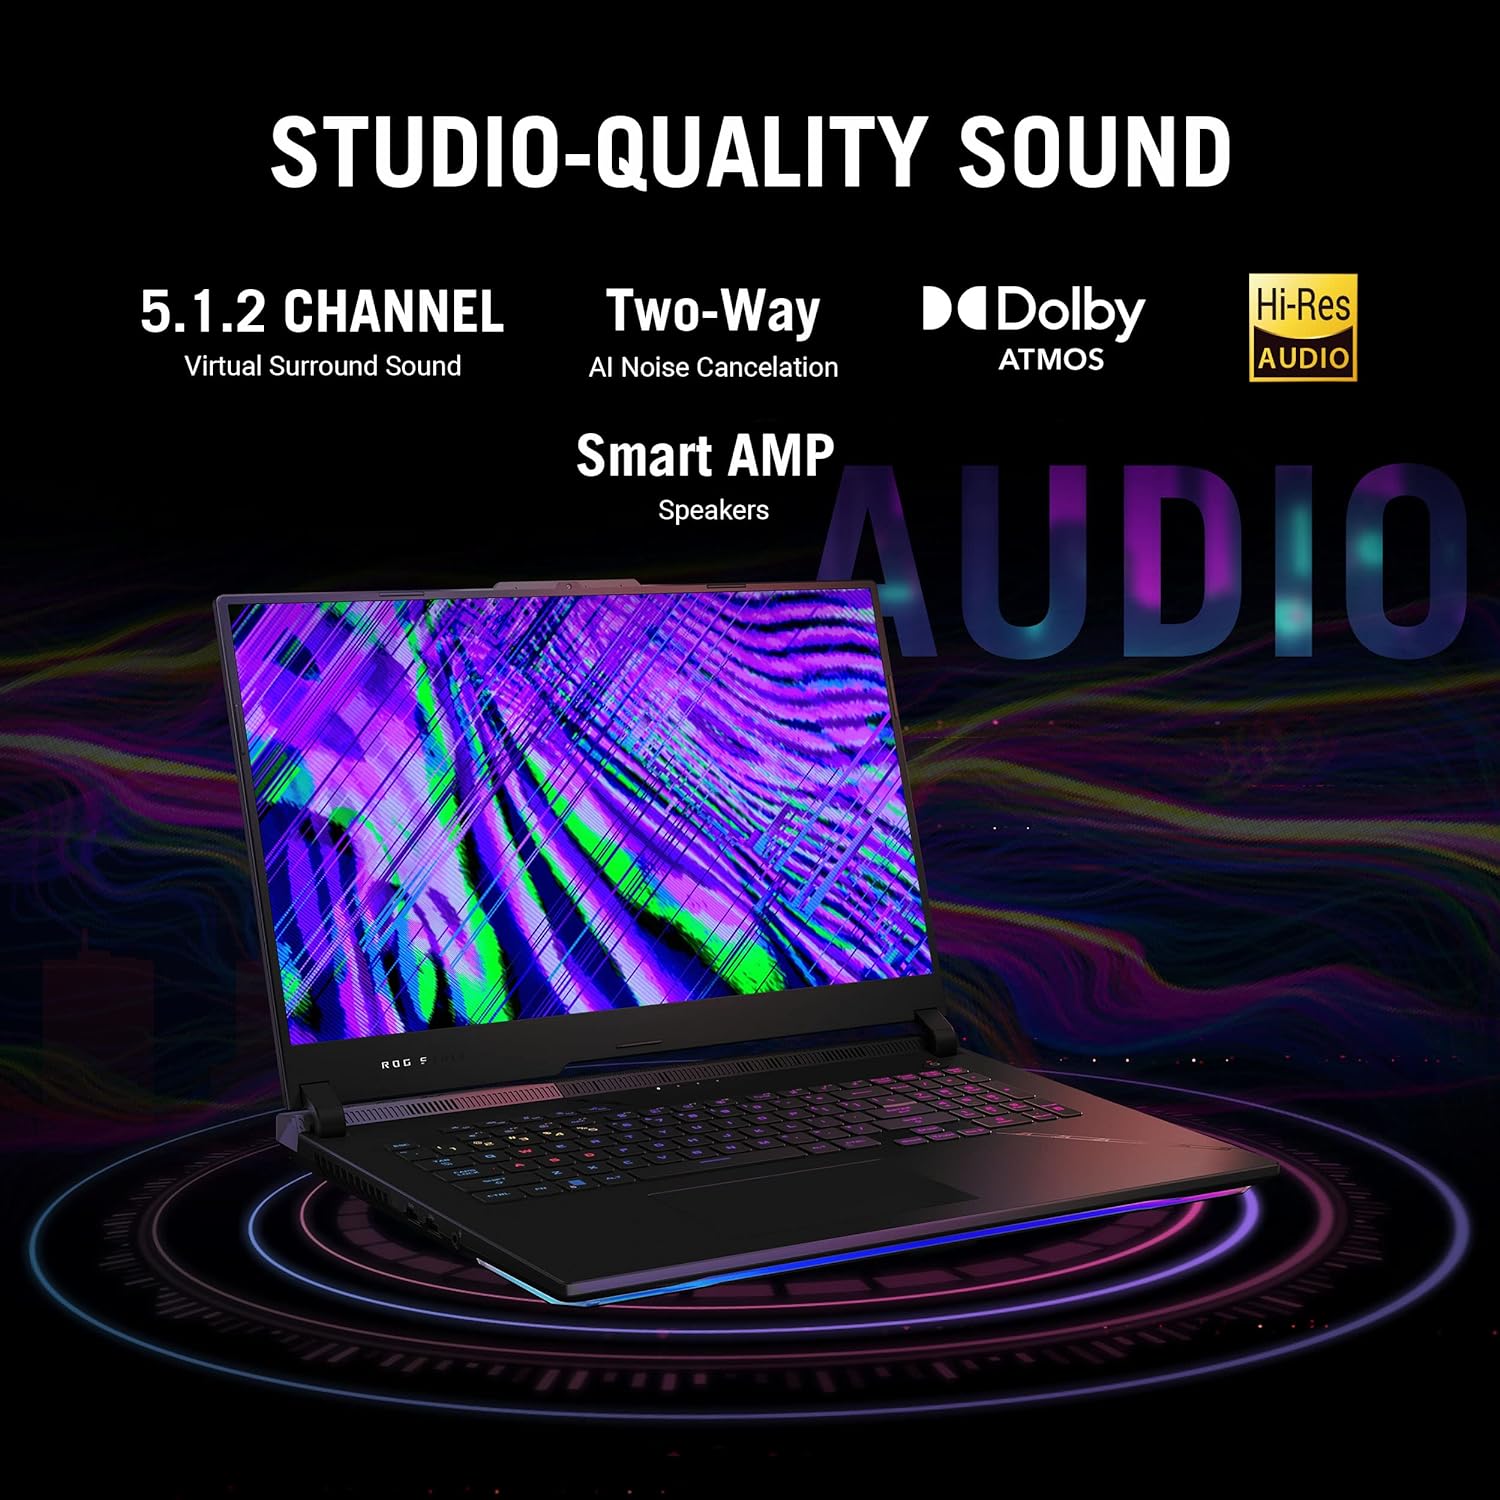 STUDIO-QUALITY SOUND
5.1.2 CHANNEL
Virtual Surround Sound
Two-Way
AI Noise Cancelation
Dolby
ATMOS
Hi-Res
AUDIO
Smart AMP
Speakers
AUDIO
ROG S